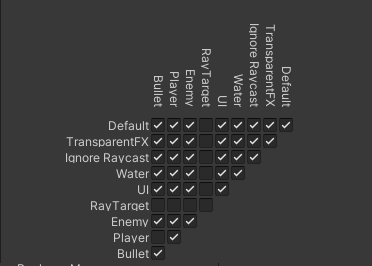 Bullet
Player
Enemy
RayTarget
UI
Water
Ignore Raycast
TransparentFX
Default
Default
TransparentFX
Ignore Raycast
Water
UI
RayTarget
Enemy
Player
Bullet